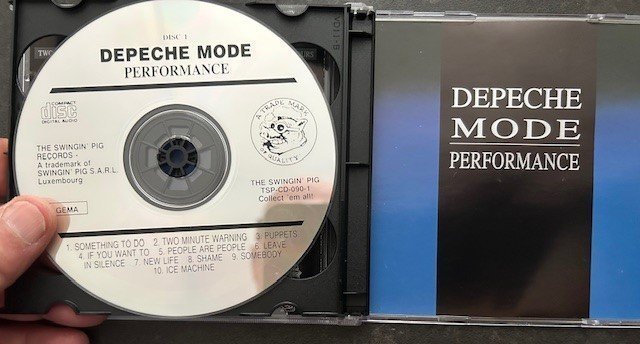 DISC 1
DEPECHE MODE
PERFORMANCE
COMPACT
disc
DIGITAL AUDIO
THE SWINGIN' PIG
RECORDS -
A trademark of
SWINGIN' PIG S.A.R.L.
Luxembourg
GEMA
A TRADE MARK
OF QUALITY
THE SWINGIN' PIG
TSP-CD-090-1
Collect 'em all!
1. SOMETHING TO DO 2. TWO MINUTE WARNING 3. PUPPETS
4. IF YOU WANT TO 5. PEOPLE ARE PEOPLE 6. LEAVE
IN SILENCE 7. NEW LIFE 8. SHAME 9. SOMEBODY
10. ICE MACHINE
DEPECHE
MODE
PERFORMANCE